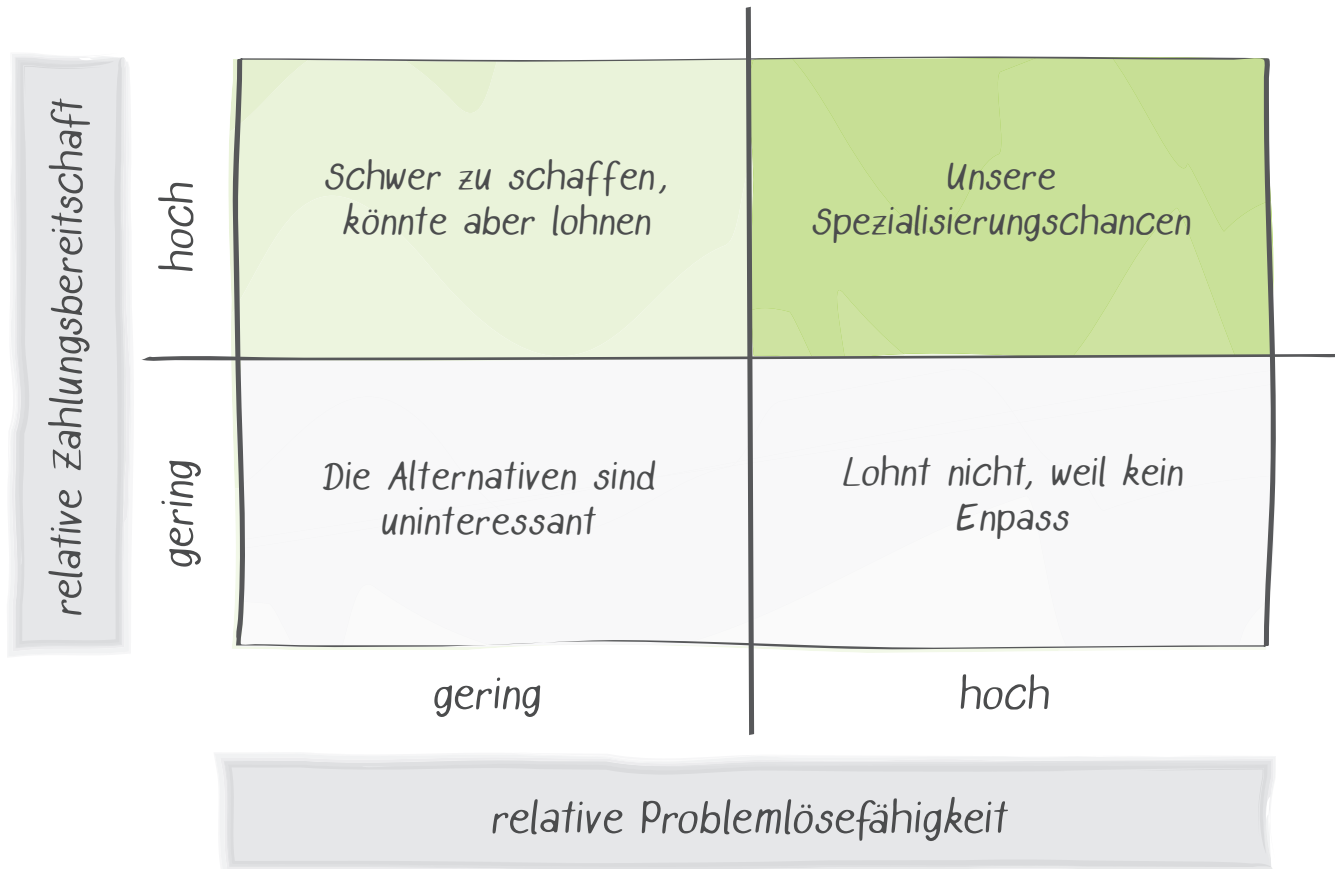 relative Zahlungsbereitschaft
hoch
Schwer zu schaffen,
könnte aber lohnen
Unsere
Spezialisierungschancen
gering
Die Alternativen sind
uninteressant
Lohnt nicht, weil kein
Enpass
gering
hoch
relative Problemlösefähigkeit